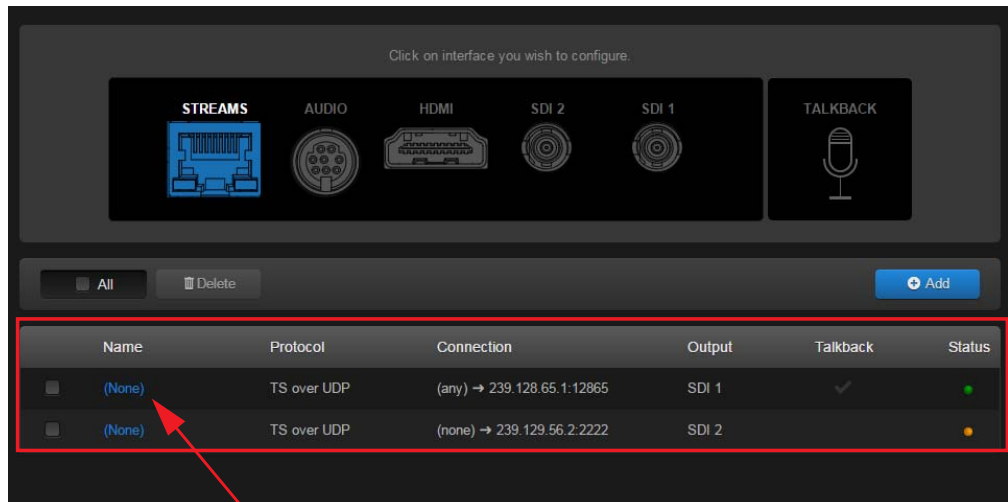 Click on interface you wish to configure.
STREAMS AUDIO HDMI SDI 2 SDI 1 TALKBACK
All Delete Add
Name Protocol Connection Output Talkback Status
(None) TS over UDP (any) ➔ 239.128.65.1:12865 SDI 1
(None) TS over UDP (none) ➔ 239.129.56.2:2222 SDI 2